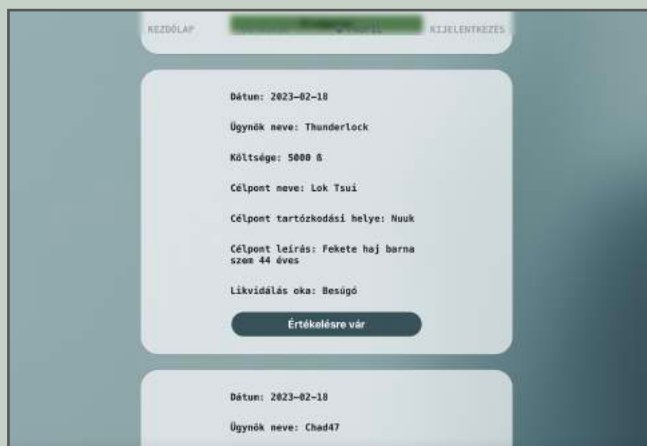 KEZDŐLAP KIJELENTKEZÉS
Dátum: 2023–02–18
Ügynök neve: Thunderlock
Költsége: 5000 ß
Célpont neve: Lok Tsui
Célpont tartózkodási helye: Nuuk
Célpont leírás: Fekete haj barna
szem 44 éves
Likvidálás oka: Besúgó
Értékelésre vár
Dátum: 2023–02–18
Ügynök neve: Chad47